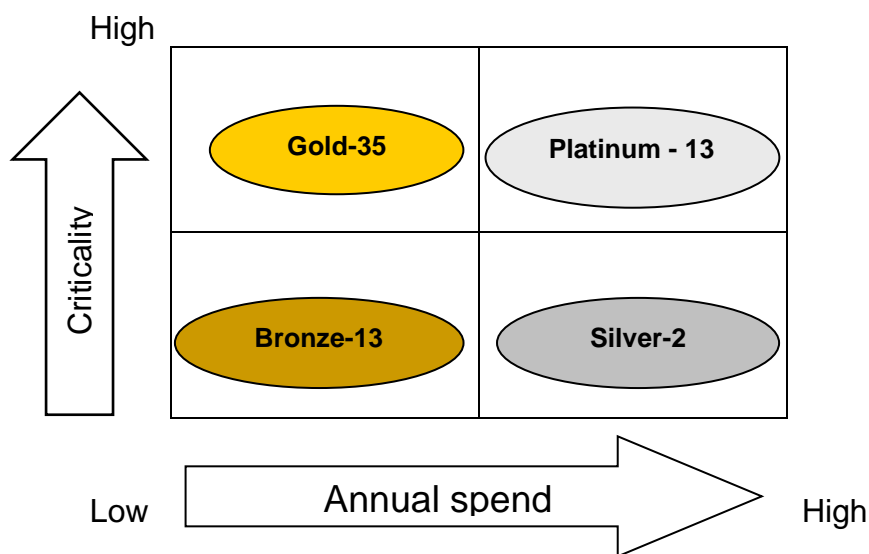 High
Gold-35
Platinum - 13
Criticality
Bronze-13
Silver-2
Low
Annual spend
High